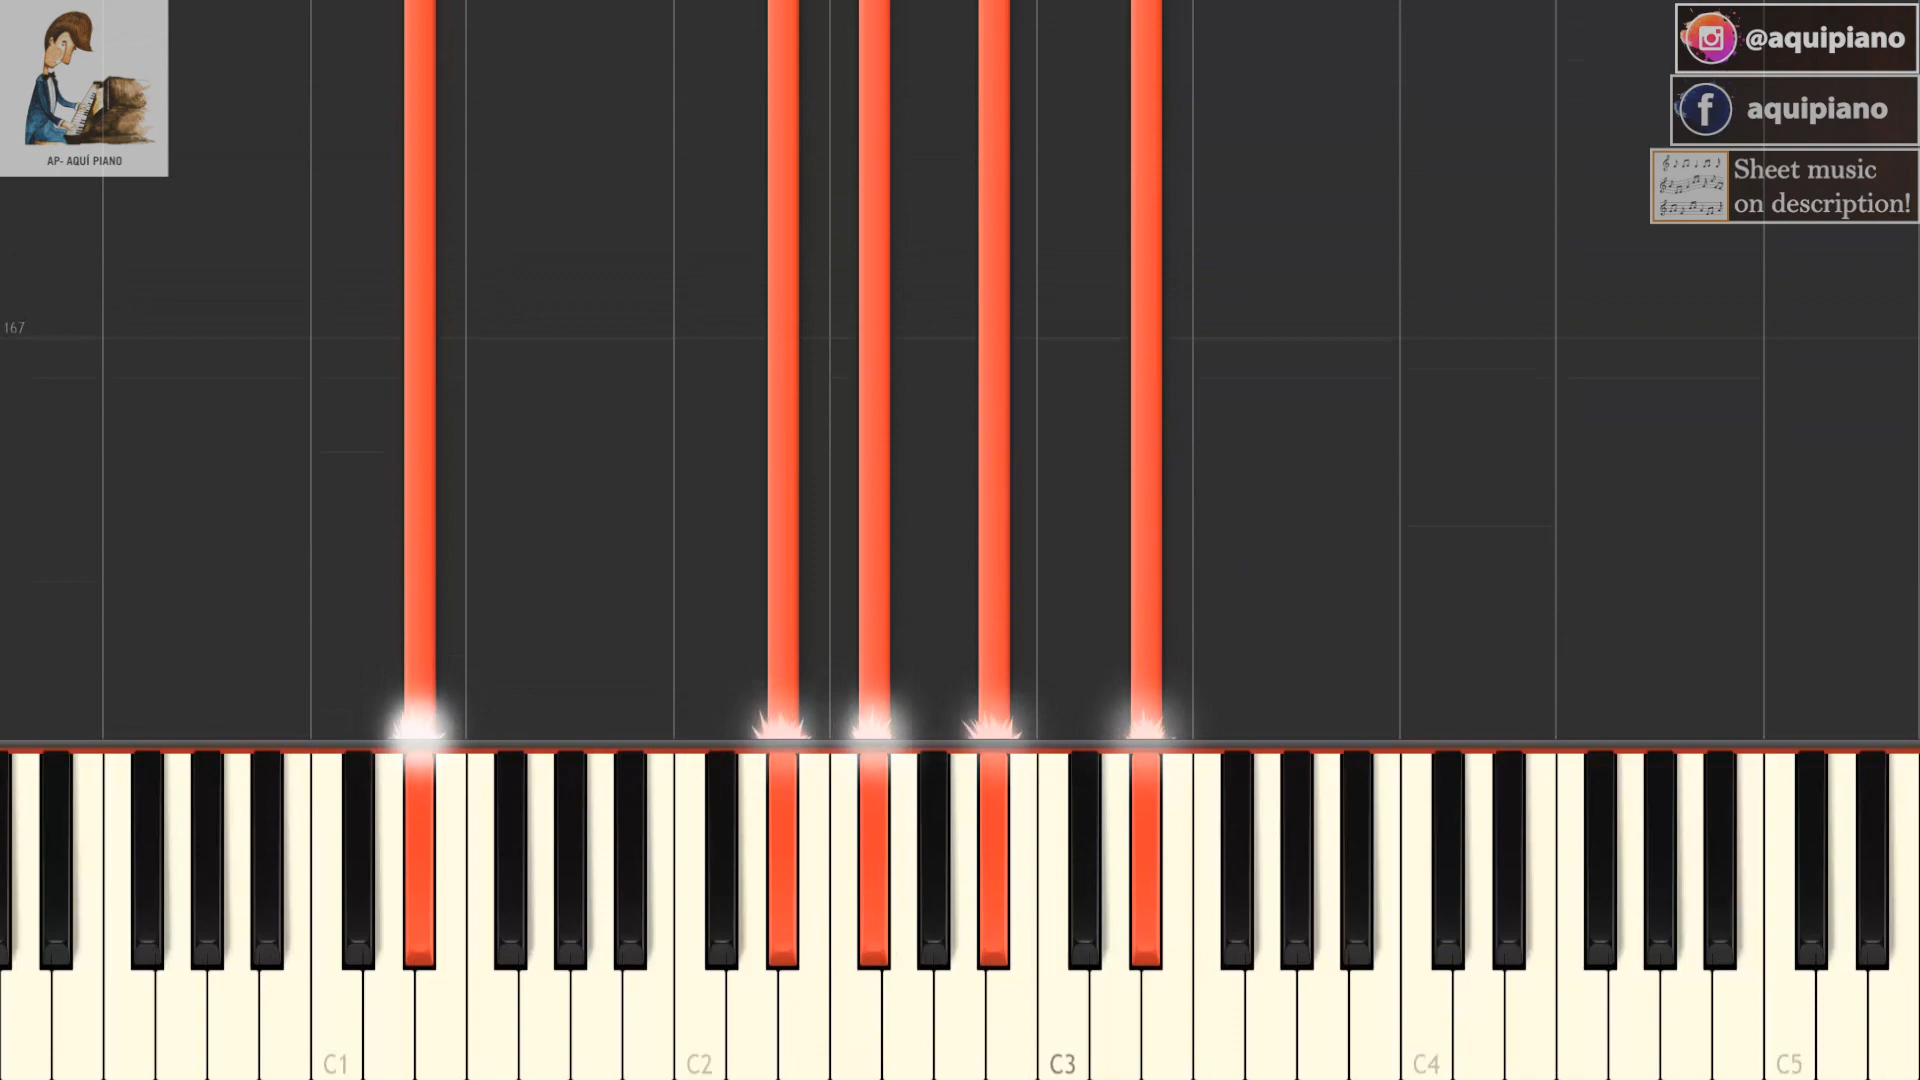 AP- AQUÍ PIANO
@aquipiano
aquipiano
Sheet music
on description!
167
C1
C2
C3
C4
C5